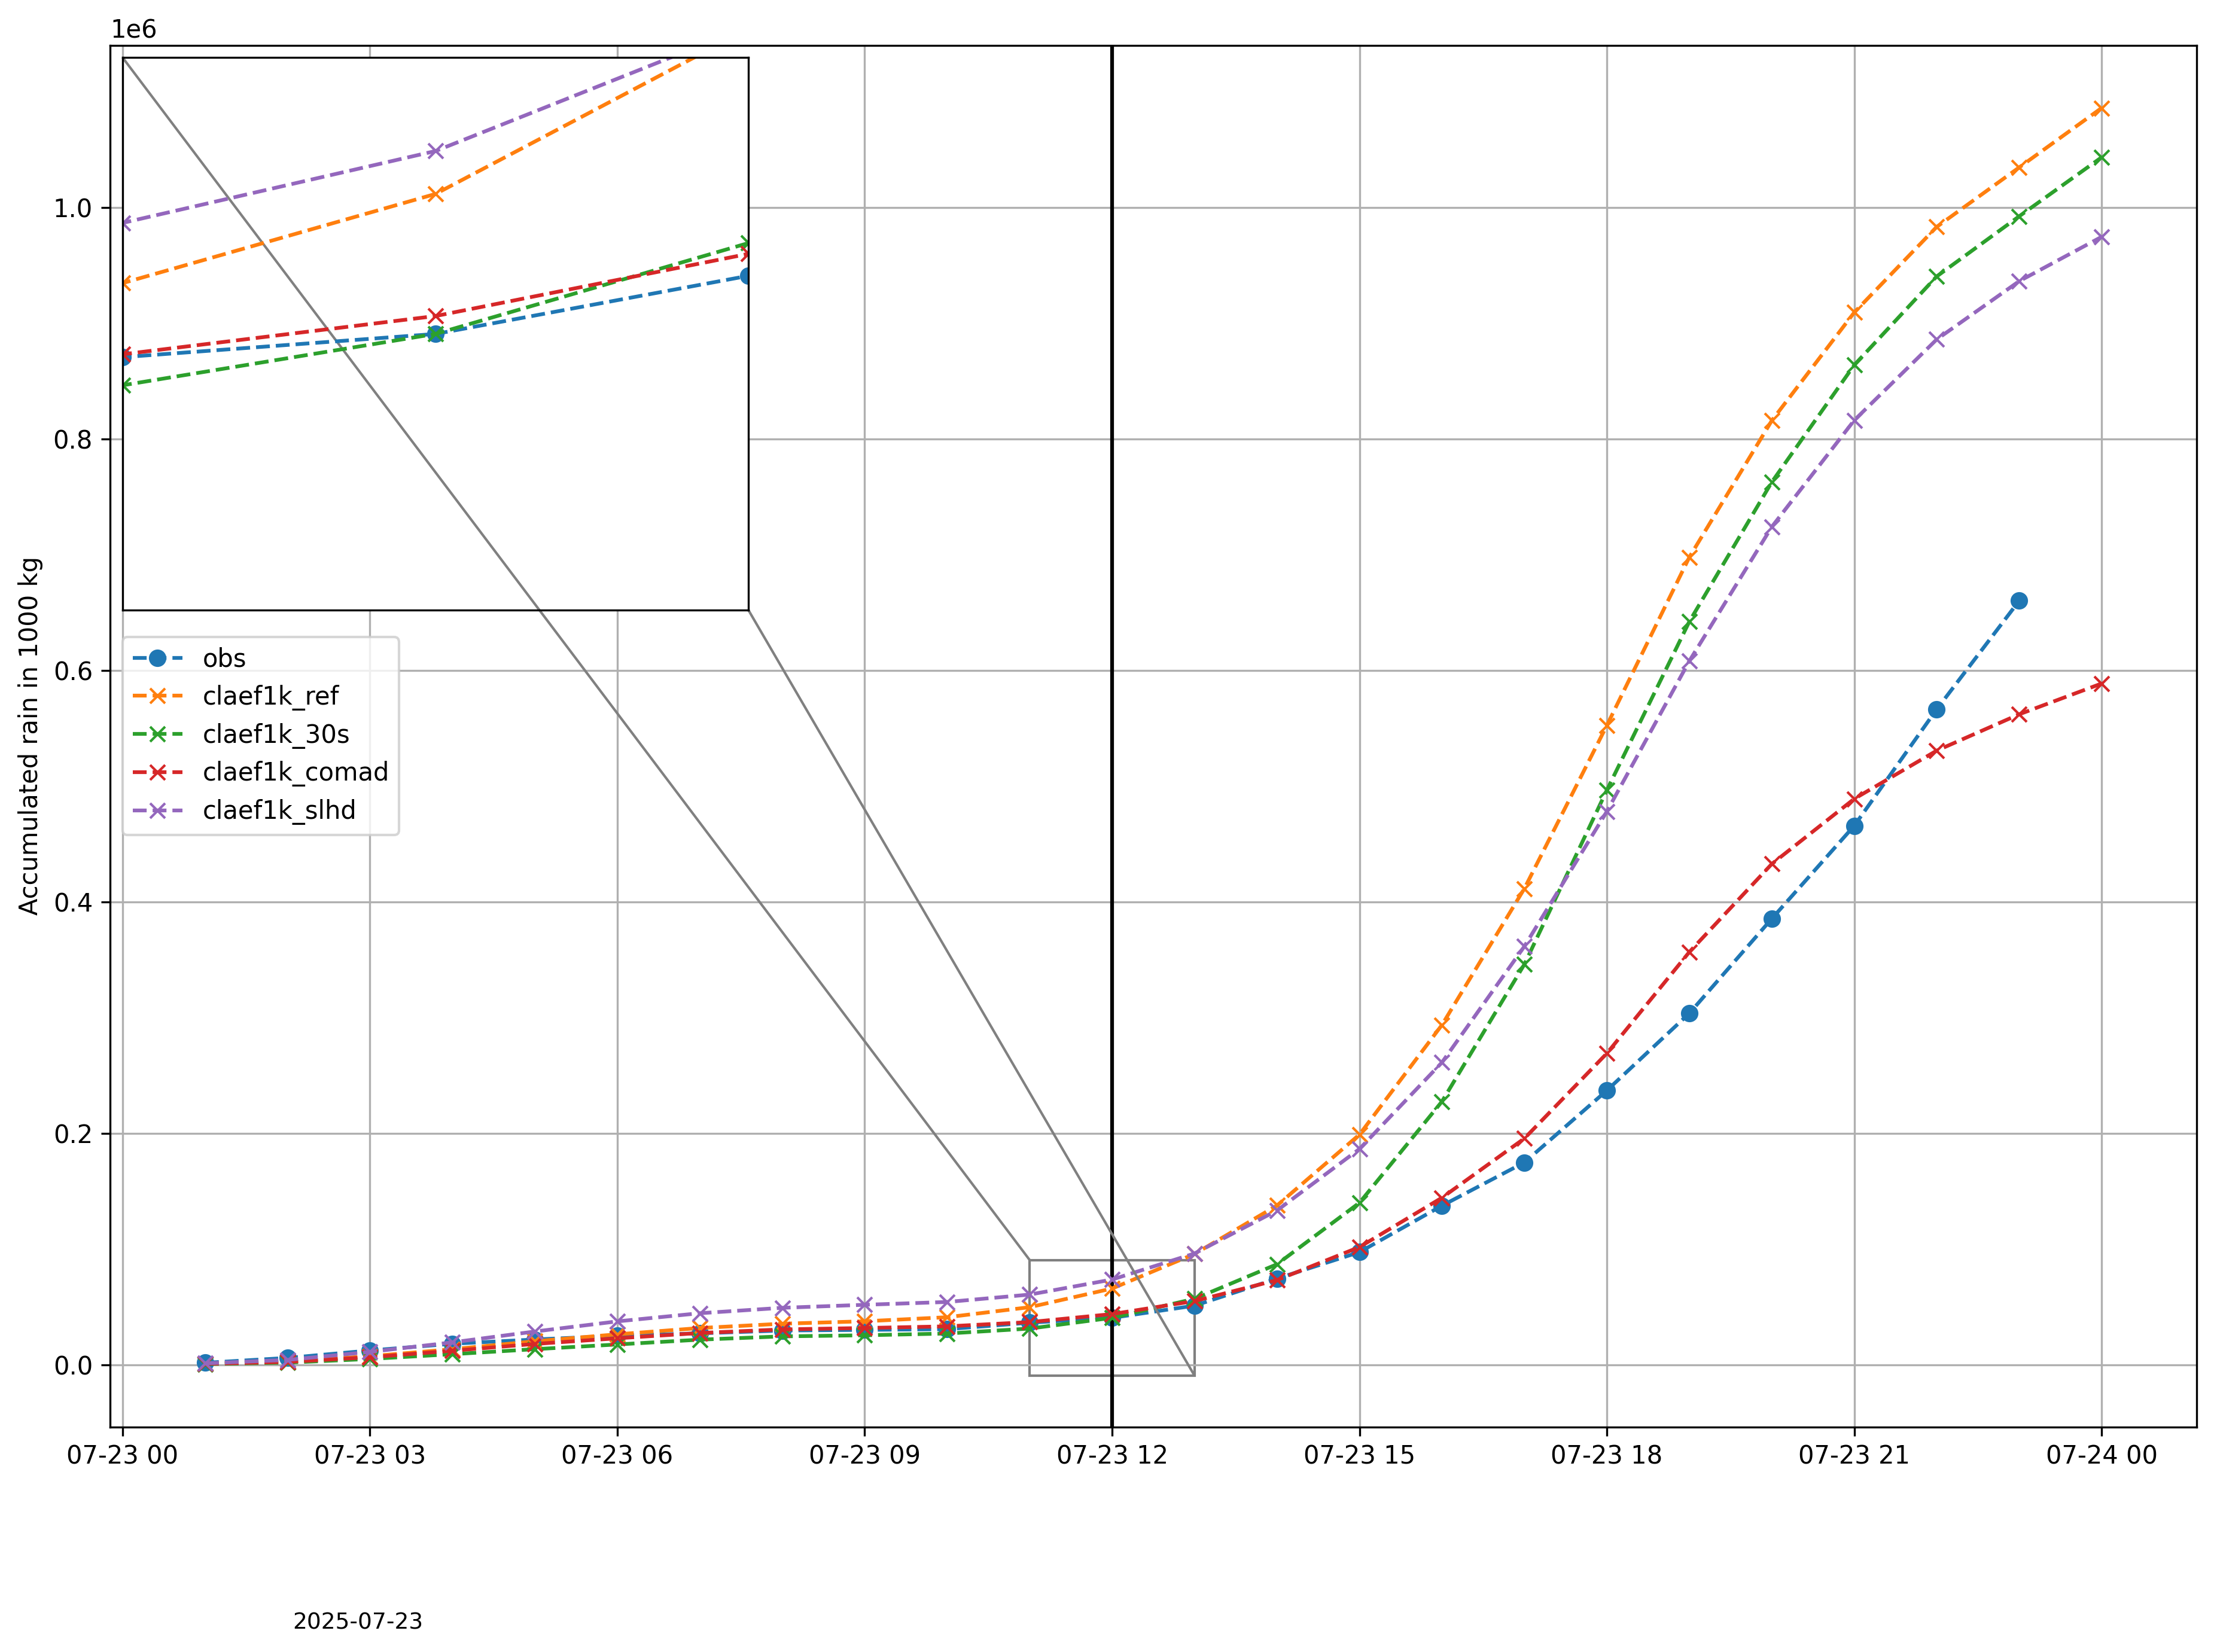 1e6
1.0
0.8
0.6
0.4
0.2
0.0
Accumulated rain in 1000 kg
obs
claef1k_ref
claef1k_30s
claef1k_comad
claef1k_slhd
07-23 00 07-23 03 07-23 06 07-23 09 07-23 12 07-23 15 07-23 18 07-23 21 07-24 00
2025-07-23